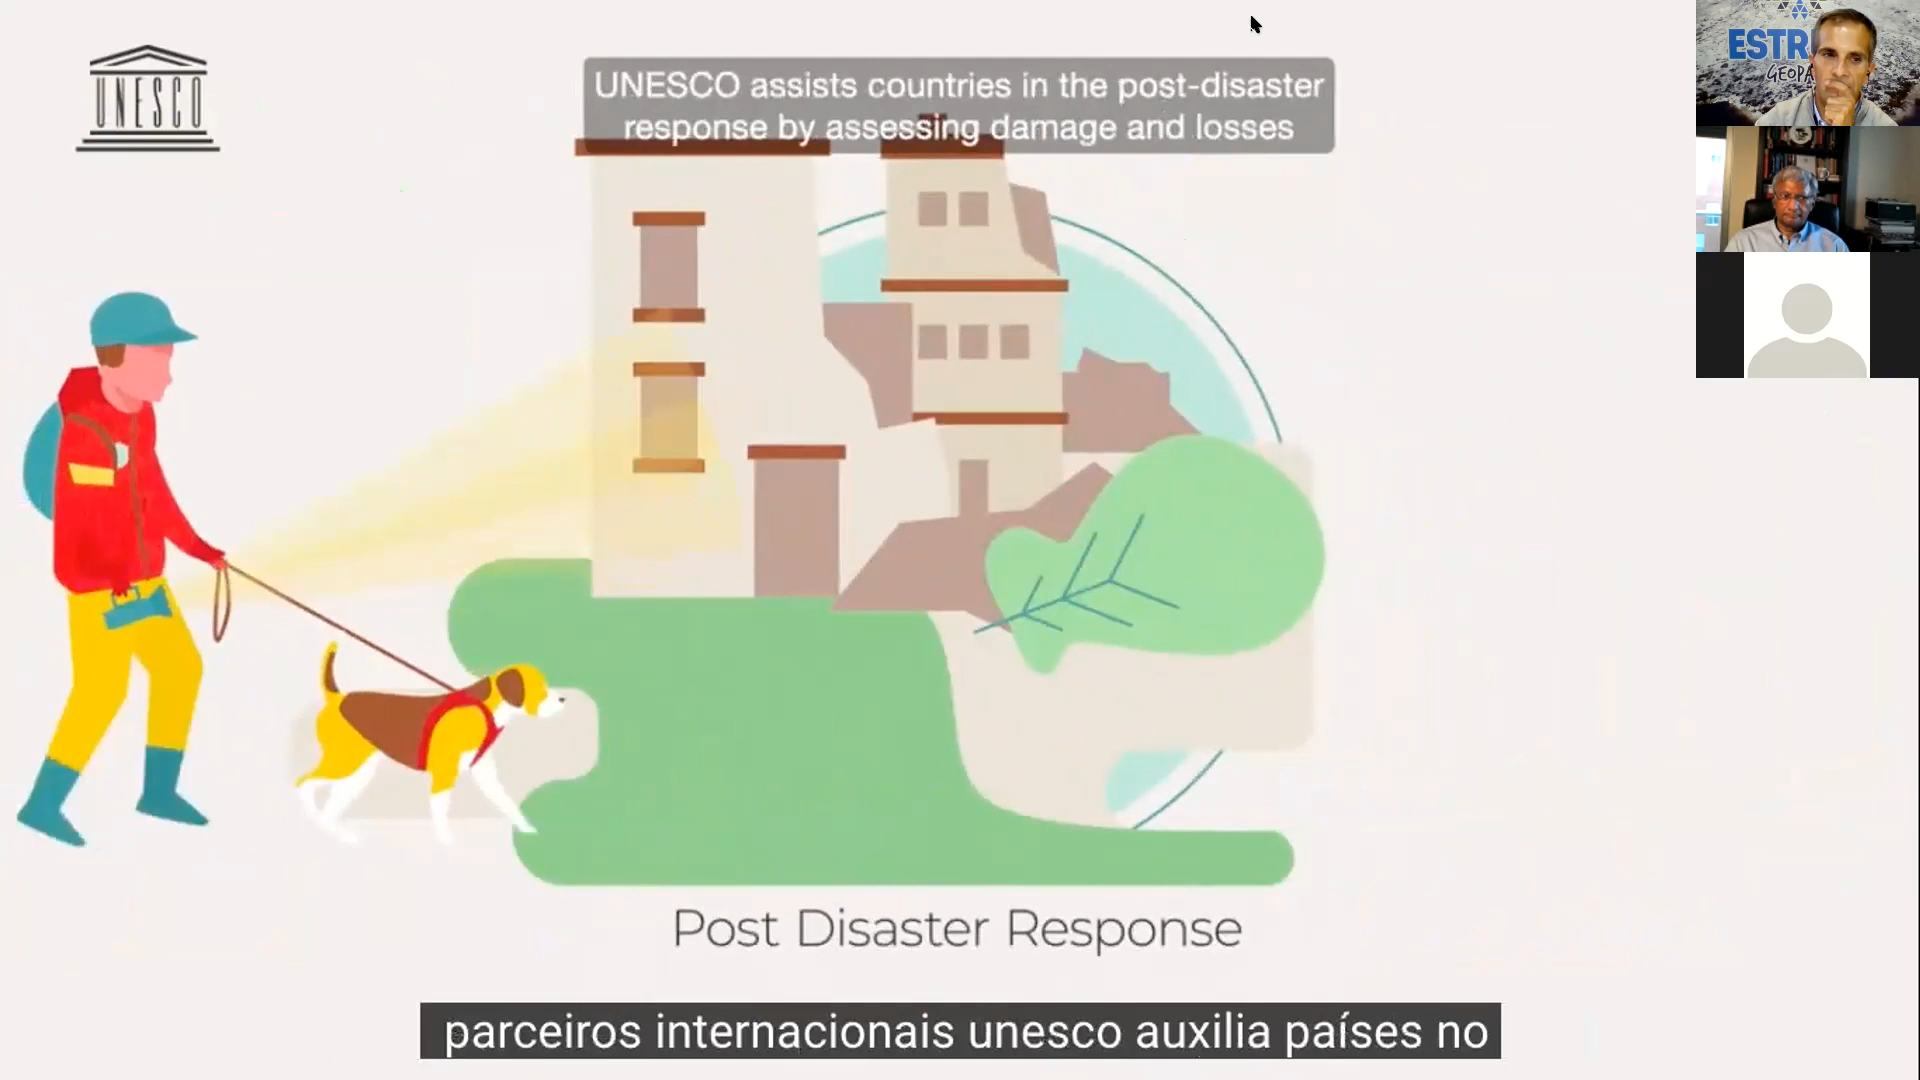 UNESCO
UNESCO assists countries in the post-disaster
response by assessing damage and losses
ESTR
GEOPA
Post Disaster Response
parceiros internacionais unesco auxilia países no